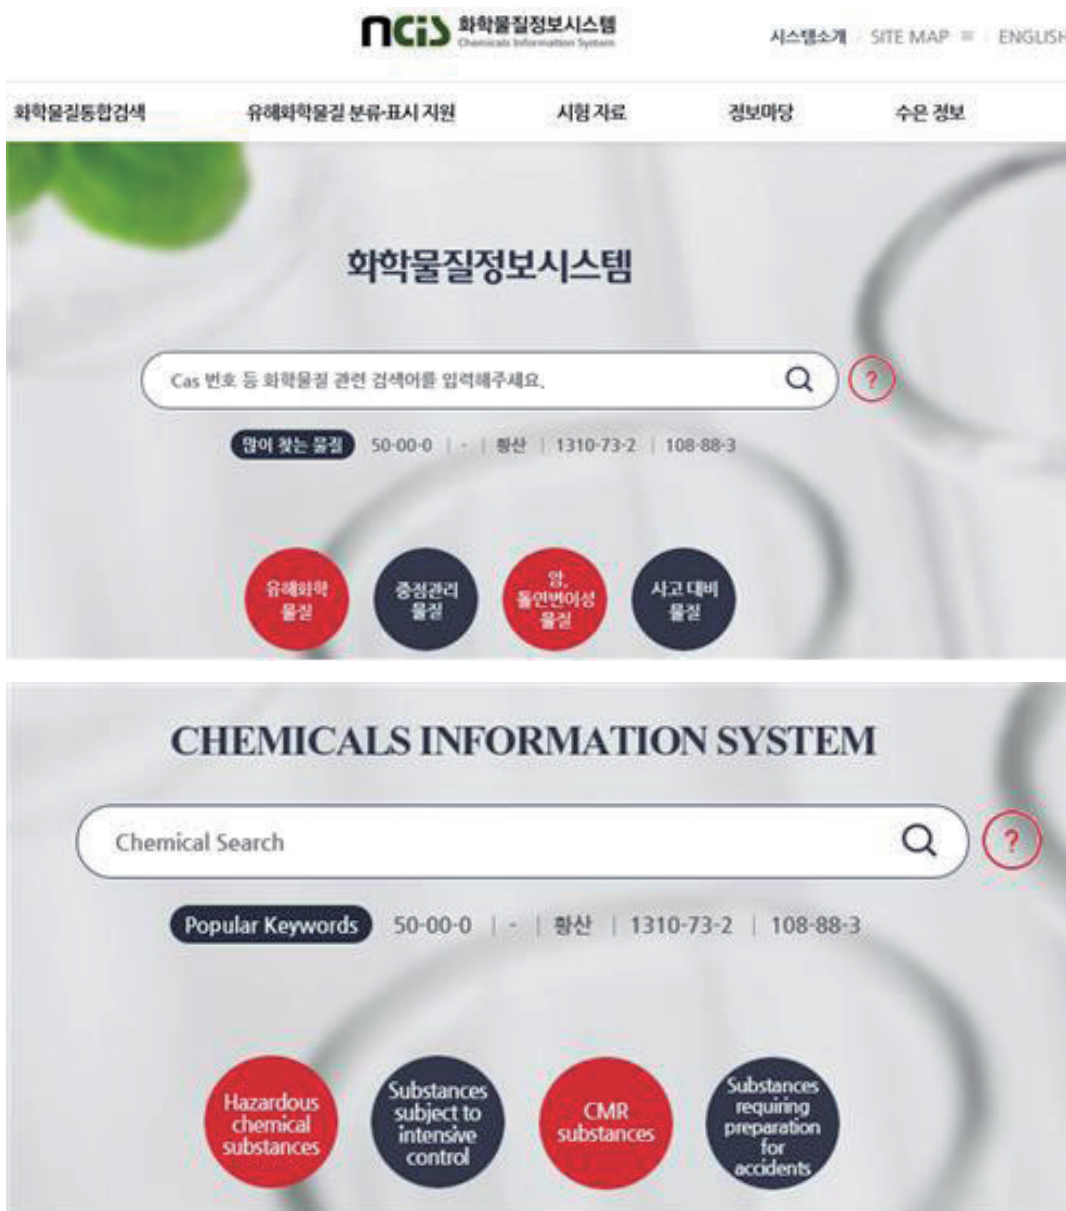 ncis 화학물질정보시스템
Chemicals Information System
시스템소개 | SITE MAP ≡ | ENGLISH
화학물질통합검색 유해화학물질 분류·표시 지원 시험 자료 정보마당 수은 정보
화학물질정보시스템
Cas 번호 등 화학물질 관련 검색어를 입력해주세요.
?
많이 찾는 물질 50-00-0 | - | 황산 | 1310-73-2 | 108-88-3
유해화학
물질
중점관리
물질
암,
돌연변이성
물질
사고 대비
물질
CHEMICALS INFORMATION SYSTEM
Chemical Search
?
Popular Keywords 50-00-0 | - | 황산 | 1310-73-2 | 108-88-3
Hazardous
chemical
substances
Substances
subject to
intensive
control
CMR
substances
Substances
requiring
preparation
for
accidents